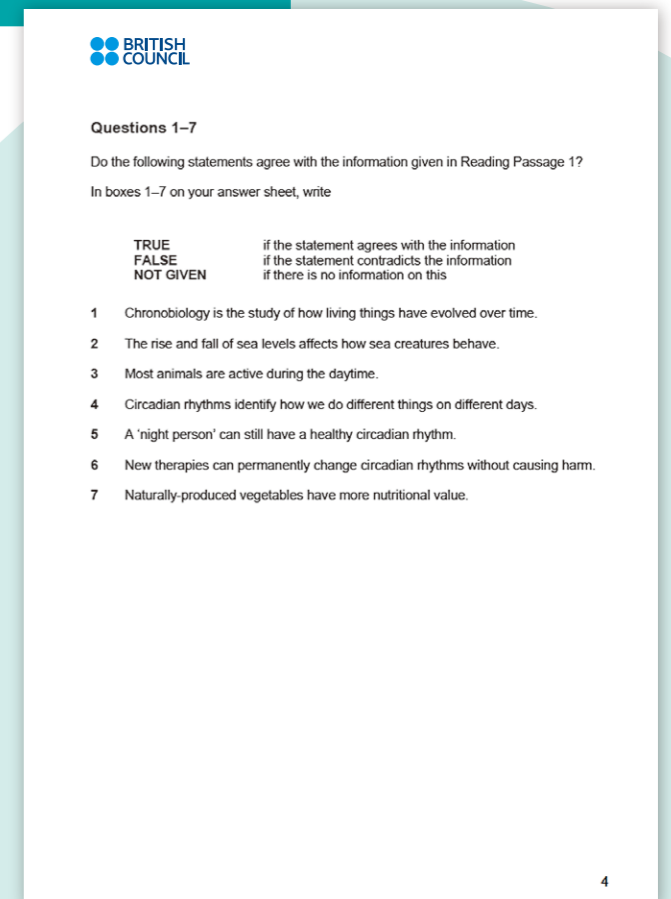 BRITISH
COUNCIL
Questions 1–7
Do the following statements agree with the information given in Reading Passage 1?
In boxes 1–7 on your answer sheet, write
TRUE if the statement agrees with the information
FALSE if the statement contradicts the information
NOT GIVEN if there is no information on this
1 Chronobiology is the study of how living things have evolved over time.
2 The rise and fall of sea levels affects how sea creatures behave.
3 Most animals are active during the daytime.
4 Circadian rhythms identify how we do different things on different days.
5 A ‘night person’ can still have a healthy circadian rhythm.
6 New therapies can permanently change circadian rhythms without causing harm.
7 Naturally-produced vegetables have more nutritional value.
4